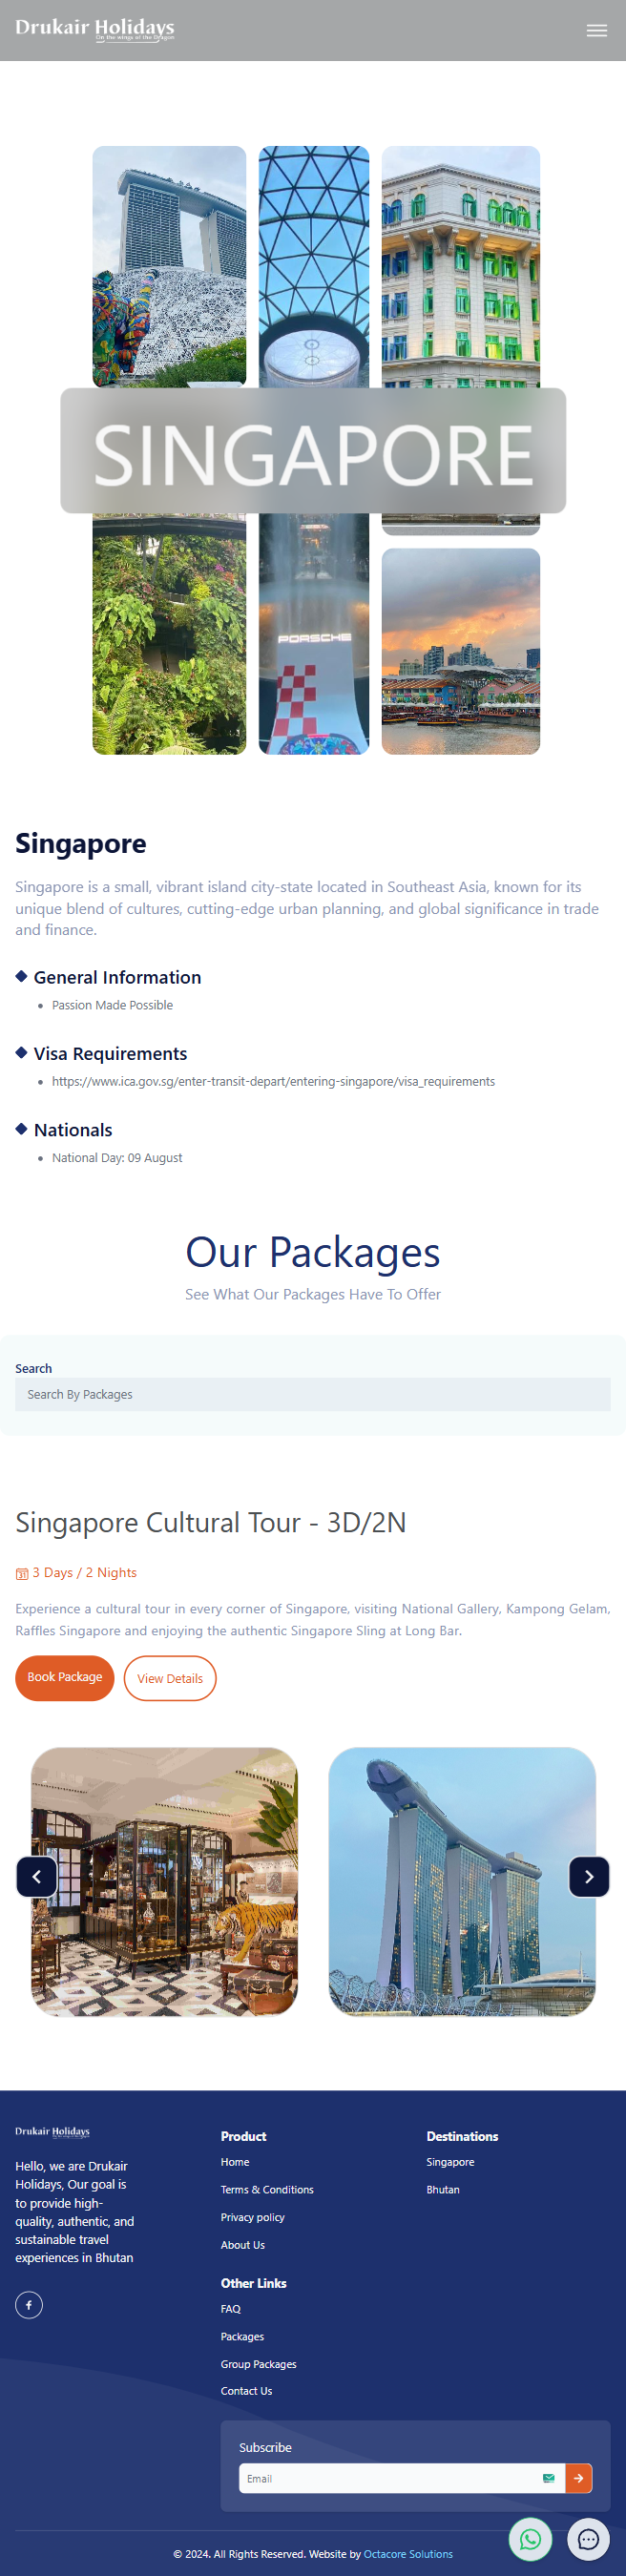 Drukair Holidays
On the wings of the Dragon
SINGAPORE
PORSCHE
Singapore
Singapore is a small, vibrant island city-state located in Southeast Asia, known for its
unique blend of cultures, cutting-edge urban planning, and global significance in trade
and finance.
General Information
Passion Made Possible
Visa Requirements
https://www.ica.gov.sg/enter-transit-depart/entering-singapore/visa_requirements
Nationals
National Day: 09 August
Our Packages
See What Our Packages Have To Offer
Search
Search By Packages
Singapore Cultural Tour - 3D/2N
31 3 Days / 2 Nights
Experience a cultural tour in every corner of Singapore, visiting National Gallery, Kampong Gelam,
Raffles Singapore and enjoying the authentic Singapore Sling at Long Bar.
Book Package
View Details
Drukair Holidays
Hello, we are Drukair
Holidays, Our goal is
to provide high-
quality, authentic, and
sustainable travel
experiences in Bhutan
Product
Home
Terms & Conditions
Privacy policy
About Us
Destinations
Singapore
Bhutan
Other Links
FAQ
Packages
Group Packages
Contact Us
Subscribe
Email
© 2024. All Rights Reserved. Website by Octacore Solutions